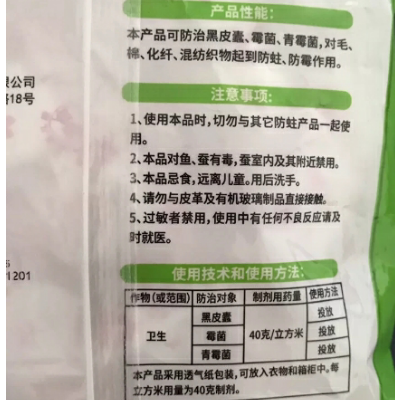 产品性能：
本产品可防治黑皮蠹、霉菌、青霉菌，对毛、
棉、化纤、混纺织物起到防蛀、防霉作用。
限公司
路18号
注意事项：
1、使用本品时，切勿与其它防蛀产品一起使
用。
2、本品对鱼、蚕有毒，蚕室内及其附近禁用。
3、本品忌食，远离儿童。用后洗手。
4、请勿与皮革及有机玻璃制品直接接触。
5、过敏者禁用，使用中有任何不良反应请及
时就医。
1201
使用技术和使用方法：
作物（或范围） 防治对象 制剂用药量 使用方法
卫生 黑皮蠹 40克/立方米 投放
霉菌 投放
青霉菌 投放
本产品采用透气纸包装，可放入衣物和箱柜中。每
立方米用量为40克制剂。